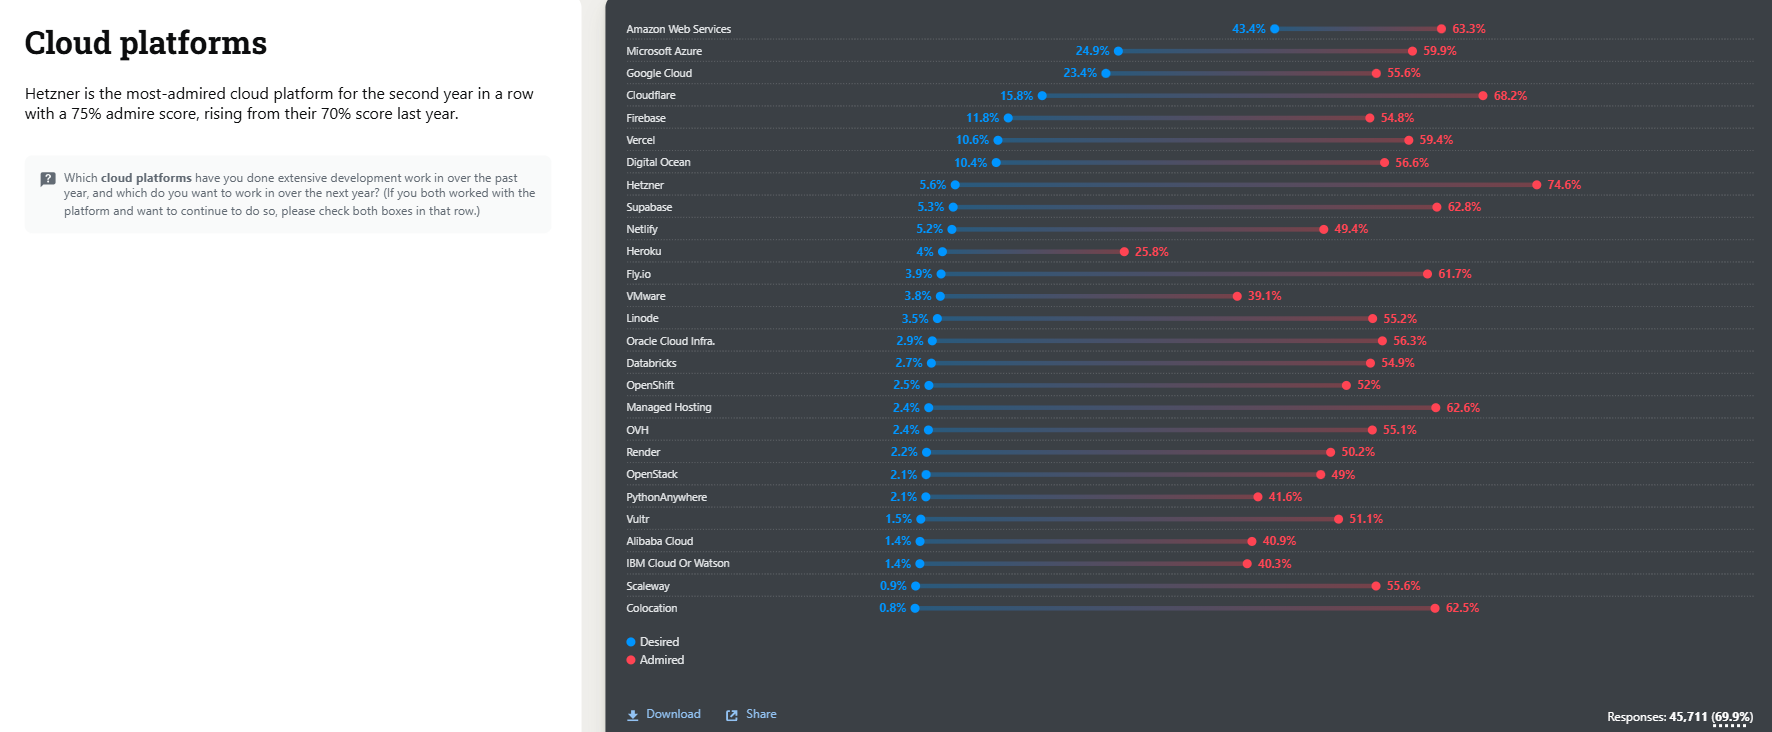 Cloud platforms
Hetzner is the most-admired cloud platform for the second year in a row
with a 75% admire score, rising from their 70% score last year.
Which cloud platforms have you done extensive development work in over the past
year, and which do you want to work in over the next year? (If you both worked with the
platform and want to continue to do so, please check both boxes in that row.)
Amazon Web Services 43.4% 63.3%
Microsoft Azure 24.9% 59.9%
Google Cloud 23.4% 55.6%
Cloudflare 15.8% 68.2%
Firebase 11.8% 54.8%
Vercel 10.6% 59.4%
Digital Ocean 10.4% 56.6%
Hetzner 5.6% 74.6%
Supabase 5.3% 62.8%
Netlify 5.2% 49.4%
Heroku 4% 25.8%
Fly.io 3.9% 61.7%
VMware 3.8% 39.1%
Linode 3.5% 55.2%
Oracle Cloud Infra. 2.9% 56.3%
Databricks 2.7% 54.9%
OpenShift 2.5% 52%
Managed Hosting 2.4% 62.6%
OVH 2.4% 55.1%
Render 2.2% 50.2%
OpenStack 2.1% 49%
PythonAnywhere 2.1% 41.6%
Vultr 1.5% 51.1%
Alibaba Cloud 1.4% 40.9%
IBM Cloud Or Watson 1.4% 40.3%
Scaleway 0.9% 55.6%
Colocation 0.8% 62.5%
Desired
Admired
Download Share
Responses: 45,711 (69.9%)